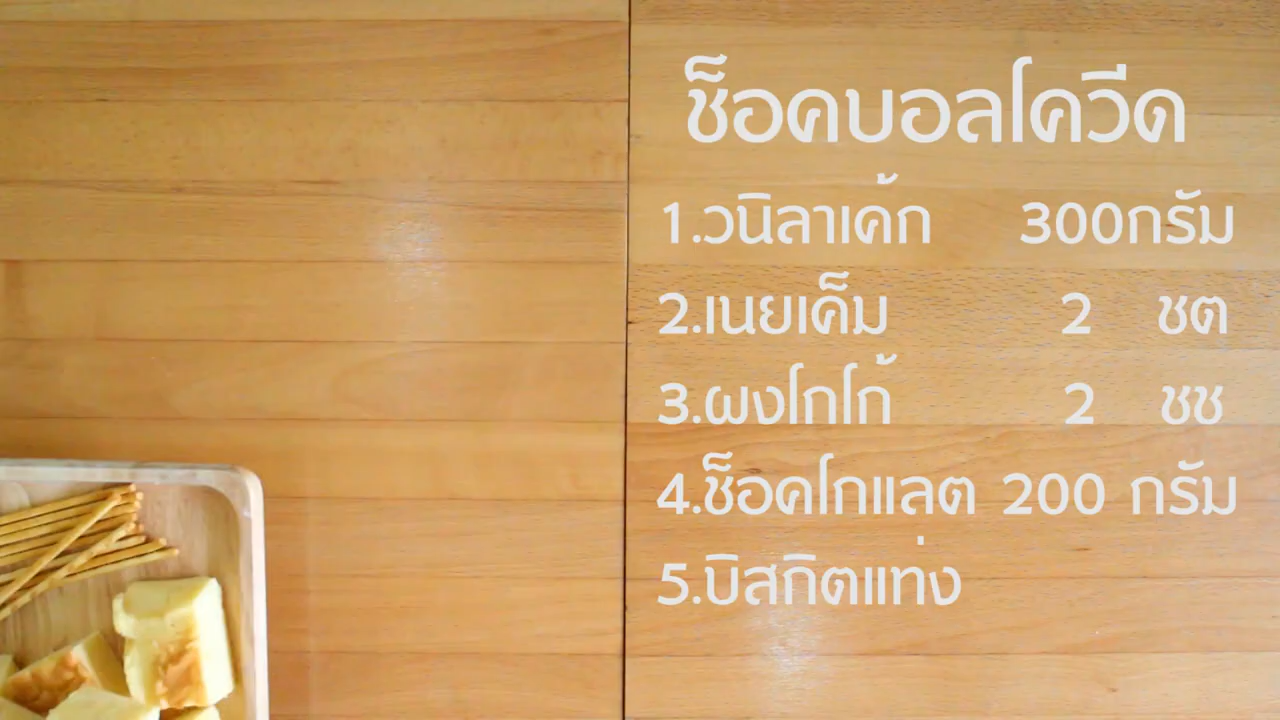 ช็อคบอลโควีด
1.วนิลาเค้ก 300กรัม
2.เนยเค็ม 2 ชต
3.ผงโกโก้ 2 ชช
4.ช็อคโกแลต 200 กรัม
5.บิสกิตแท่ง